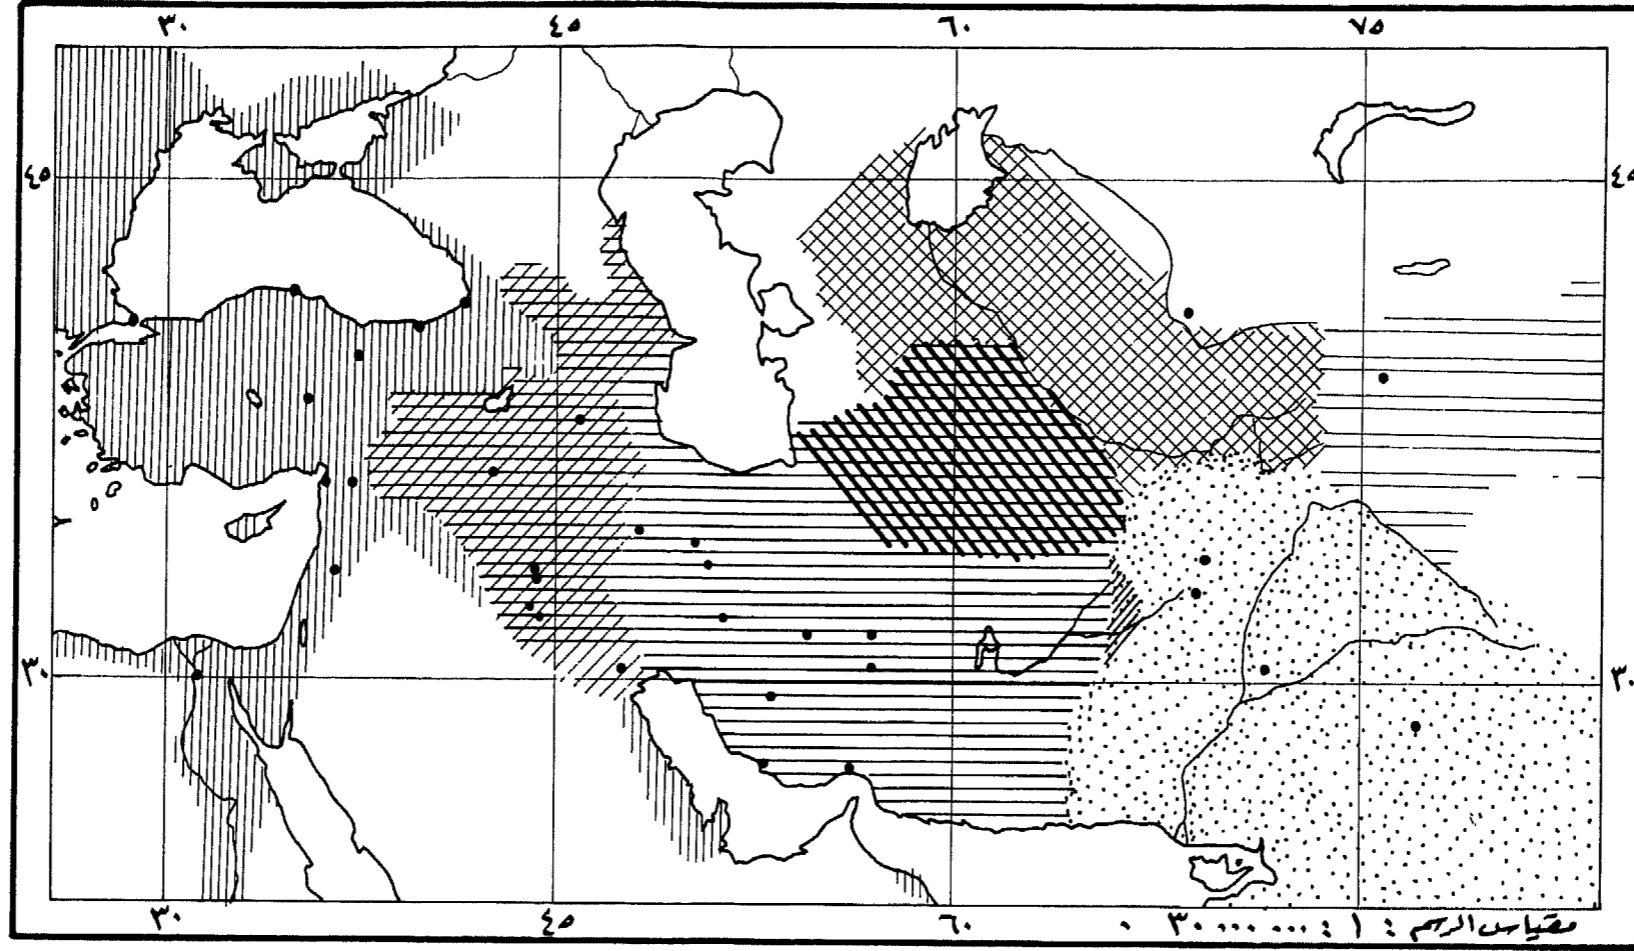 ٣٠ ٤٥ ٦٠ ٧٥
٤٥ ٤٥
٣٠ ٣٠
٣٠ ٤٥ ٦٠
مقياس الرسم : ١ : ٣٠٠٠٠٠٠٠